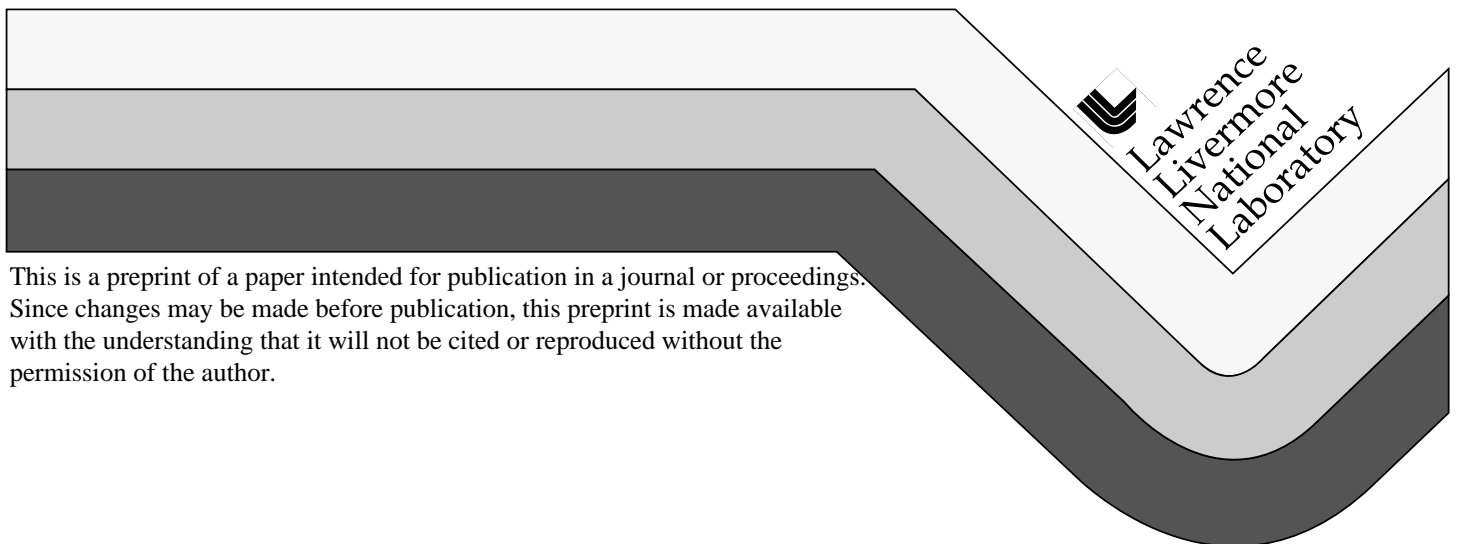 Lawrence
Livermore
National
Laboratory
This is a preprint of a paper intended for publication in a journal or proceedings.
Since changes may be made before publication, this preprint is made available
with the understanding that it will not be cited or reproduced without the
permission of the author.